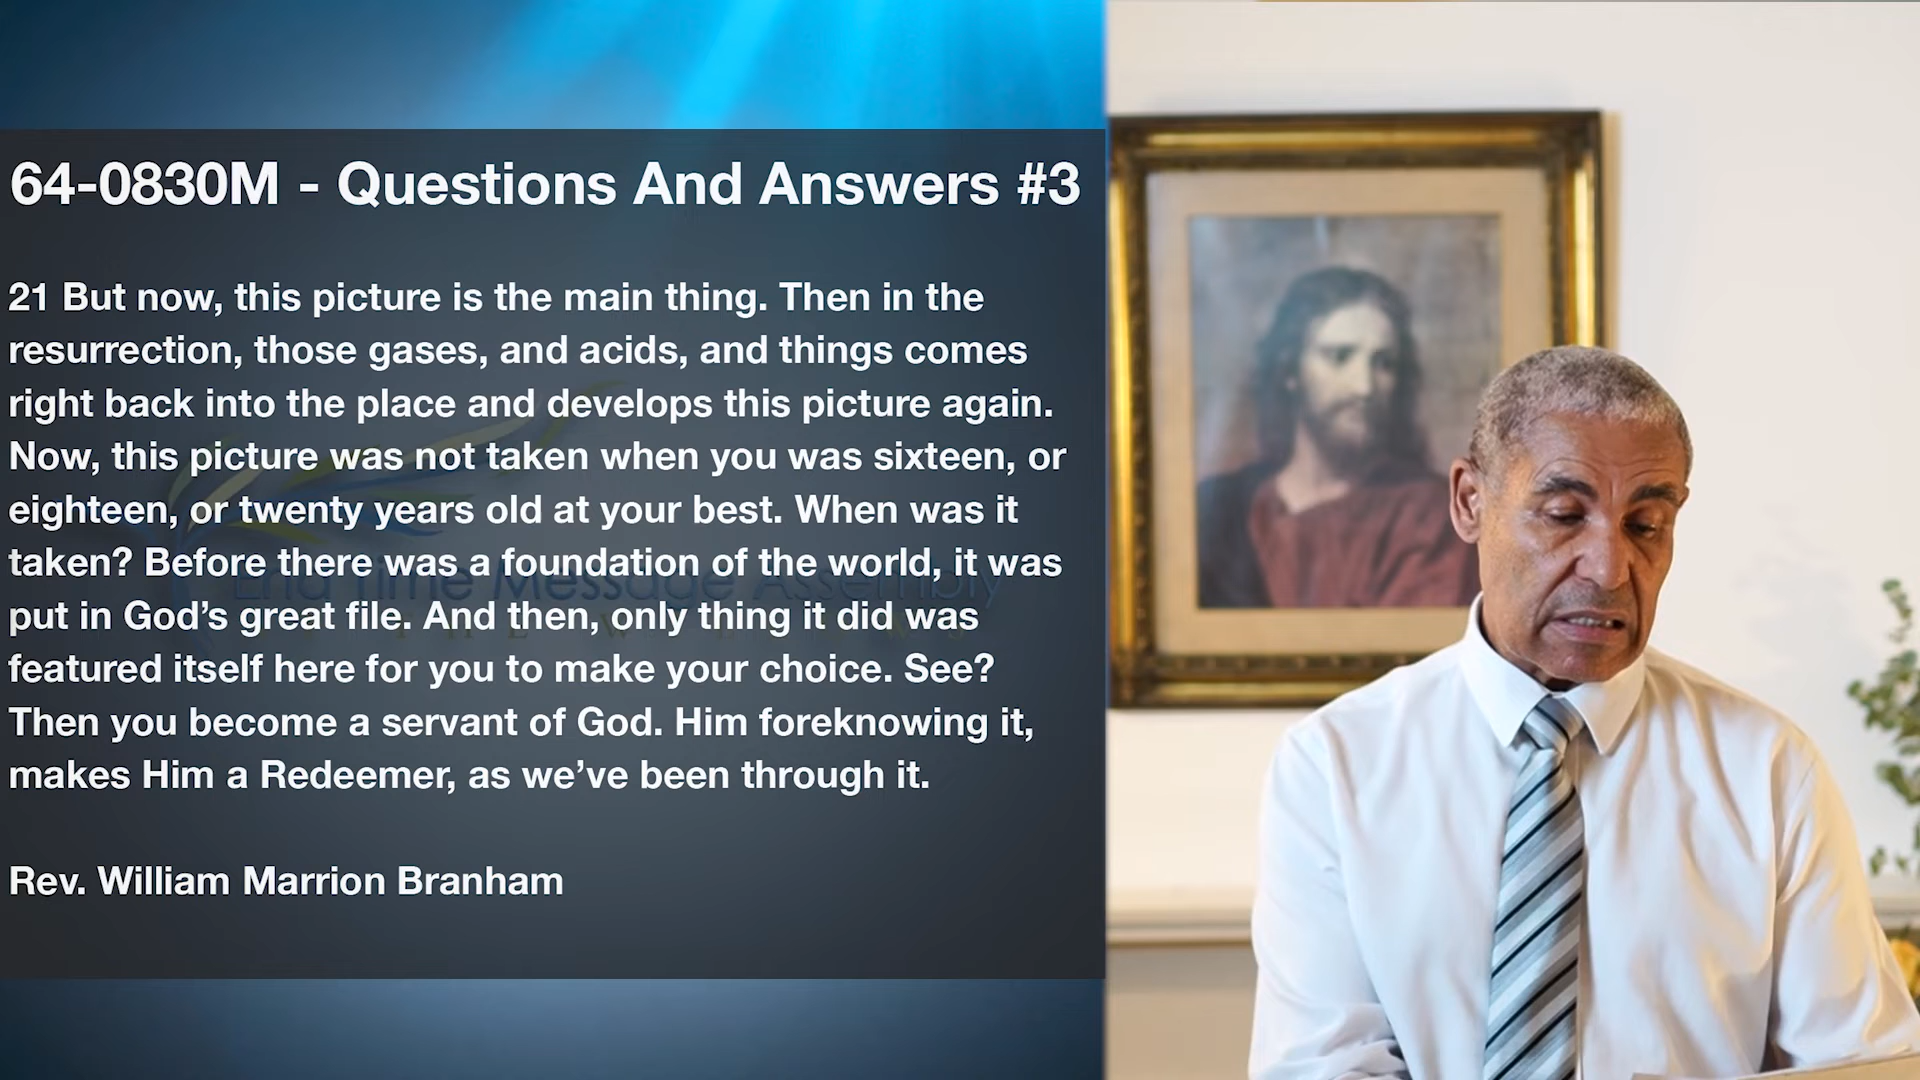 64-0830M - Questions And Answers #3
21 But now, this picture is the main thing. Then in the
resurrection, those gases, and acids, and things comes
right back into the place and develops this picture again.
Now, this picture was not taken when you was sixteen, or
eighteen, or twenty years old at your best. When was it
taken? Before there was a foundation of the world, it was
put in God’s great file. And then, only thing it did was
featured itself here for you to make your choice. See?
Then you become a servant of God. Him foreknowing it,
makes Him a Redeemer, as we’ve been through it.
Rev. William Marrion Branham
End Time Message Assembly